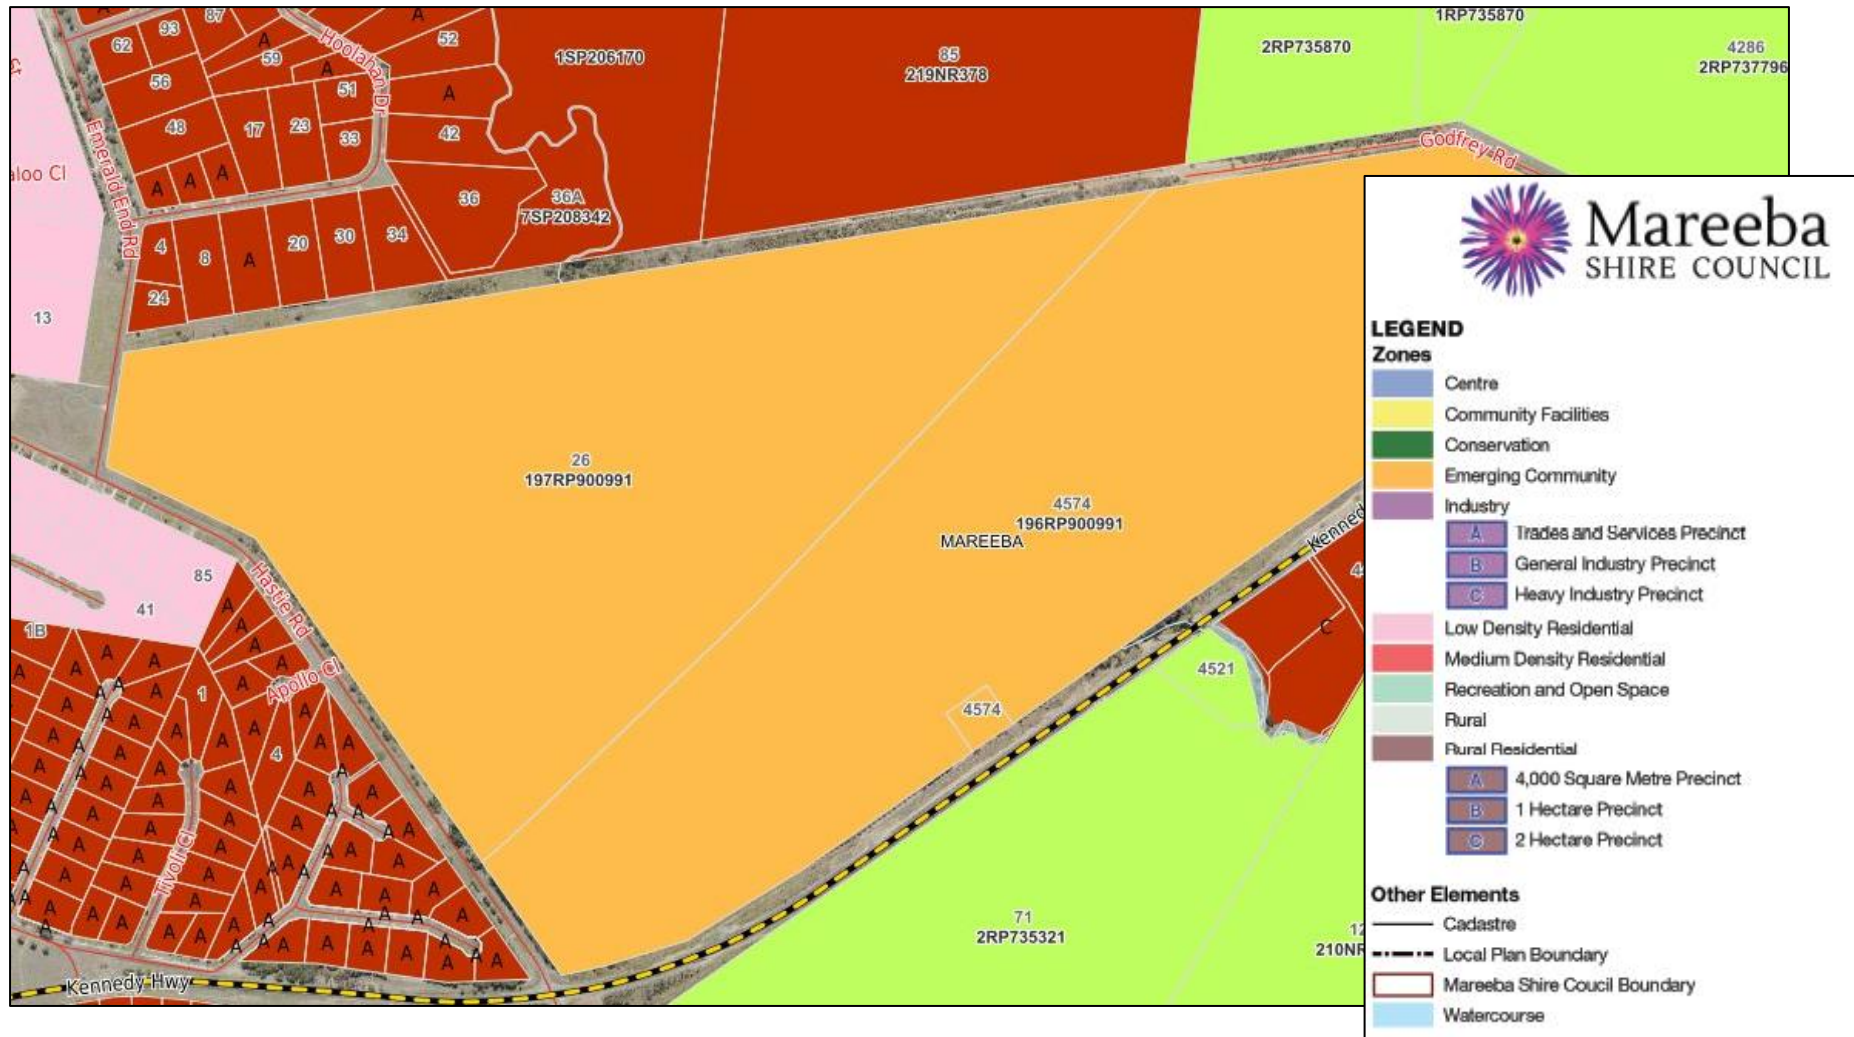 87
93
62
A
59
Hoolahan Dr
A
52
56
A
51
A
48
17
23
33
42
A
A
A
Emerald End Rd
aloo Cl
36
36A
7SP208342
1SP206170
85
219NR378
2RP735870
1RP735870
4286
2RP737796
Godfrey Rd
4
8
A
20
30
34
24
13
26
197RP900991
4574
196RP900991
MAREEBA
Kenned
85
41
1B
Hastie Rd
Apollo Cl
1
4
Tivoli Cl
4574
4521
C
71
2RP735321
12
210NR
Kennedy Hwy
Mareeba
SHIRE COUNCIL
LEGEND
Zones
Centre
Community Facilities
Conservation
Emerging Community
Industry
A Trades and Services Precinct
B General Industry Precinct
C Heavy Industry Precinct
Low Density Residential
Medium Density Residential
Recreation and Open Space
Rural
Rural Residential
A 4,000 Square Metre Precinct
B 1 Hectare Precinct
C 2 Hectare Precinct
Other Elements
Cadastre
Local Plan Boundary
Mareeba Shire Coucil Boundary
Watercourse